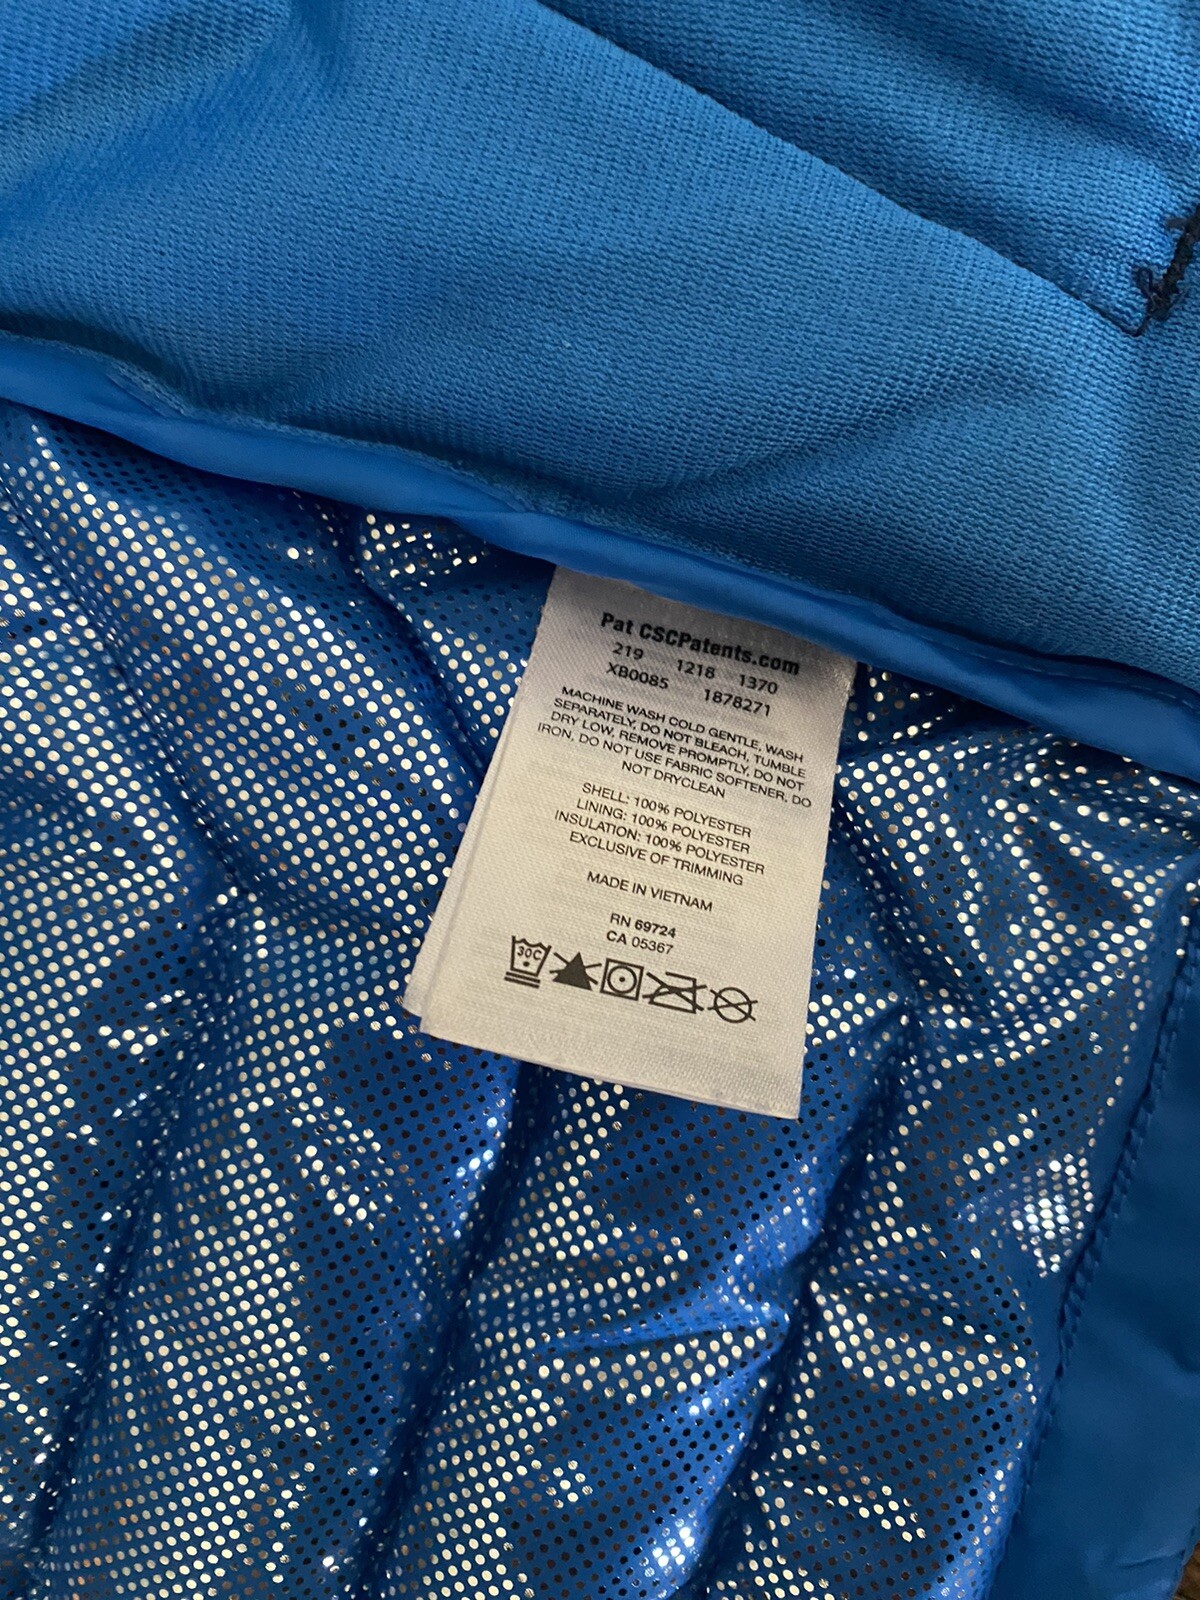 Pat CSCPatents.com
219 1218 1370
XB0085 1878271
MACHINE WASH COLD GENTLE, WASH
SEPARATELY, DO NOT BLEACH, TUMBLE
DRY LOW, REMOVE PROMPTLY, DO NOT
IRON, DO NOT USE FABRIC SOFTENER, DO
NOT DRYCLEAN
SHELL: 100% POLYESTER
LINING: 100% POLYESTER
INSULATION: 100% POLYESTER
EXCLUSIVE OF TRIMMING
MADE IN VIETNAM
RN 69724
CA 05367
30C